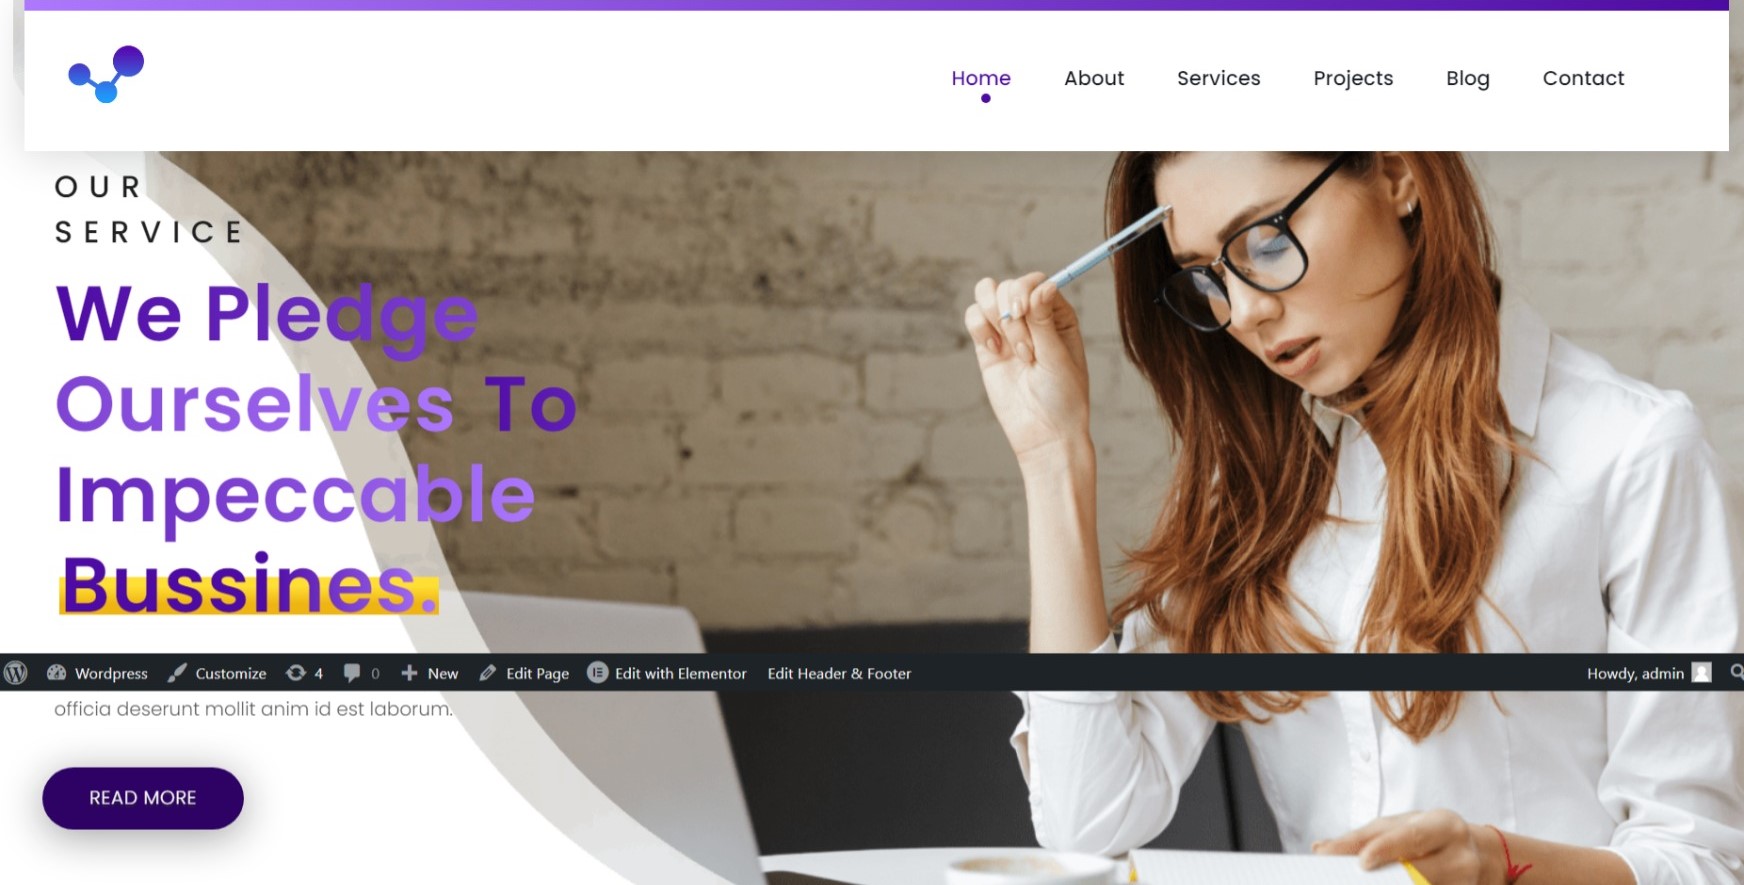 Home About Services Projects Blog Contact
OUR
SERVICE
We Pledge
Ourselves To
Impeccable
Bussines.
Wordpress Customize 4 0 New Edit Page Edit with Elementor Edit Header & Footer Howdy, admin
officia deserunt mollit anim id est laborum.
READ MORE